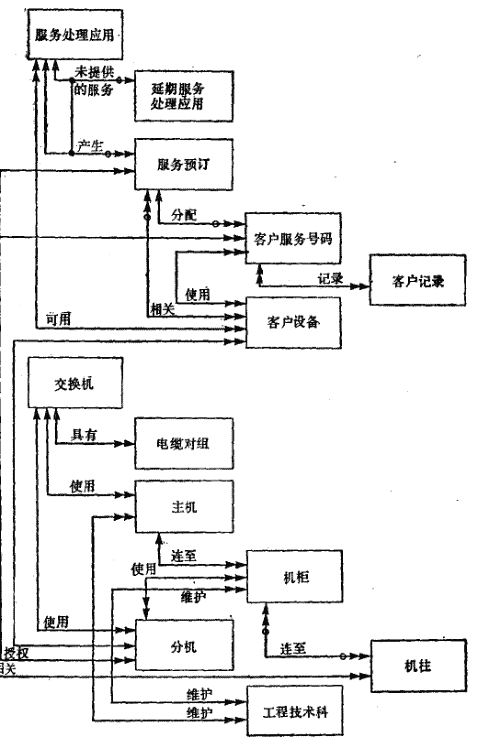 服务处理应用
未提供
的服务
延期服务
处理应用
产生
服务预订
分配
客户服务号码
记录
客户记录
使用
相关
可用
客户设备
交换机
具有
电缆对组
使用
主机
连至
使用
机柜
维护
使用
分机
连至
授权
相关
机柱
维护
维护
工程技术科